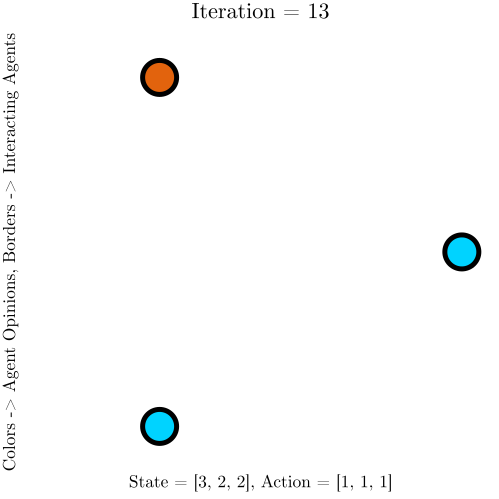 Iteration = 13
Colors -> Agent Opinions, Borders -> Interacting Agents
State = [3, 2, 2], Action = [1, 1, 1]